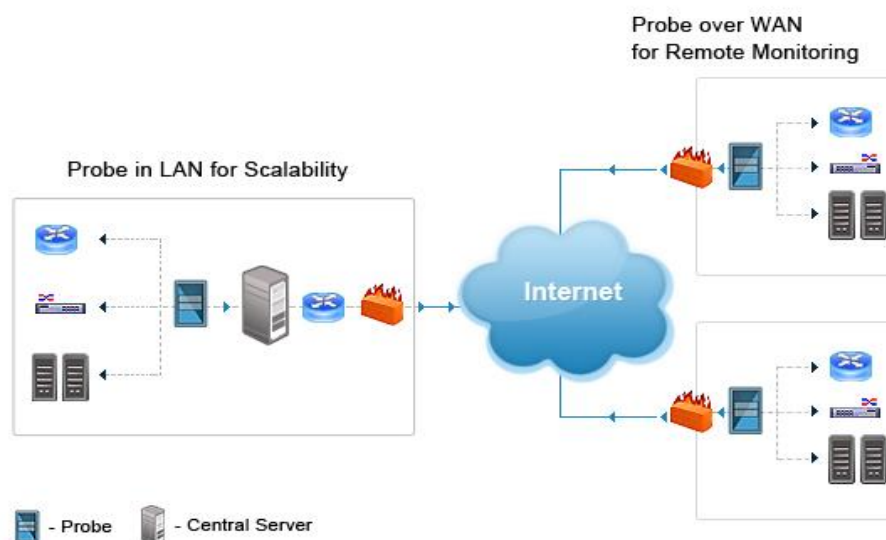 Probe over WAN
for Remote Monitoring
Probe in LAN for Scalability
Internet
- Probe
- Central Server